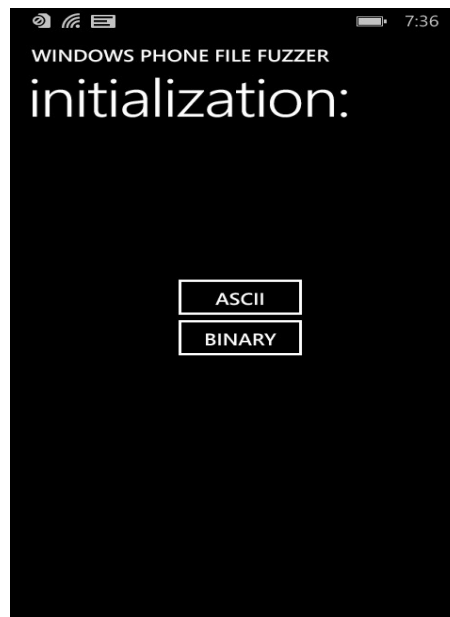 7:36
WINDOWS PHONE FILE FUZZER
initialization:
ASCII
BINARY